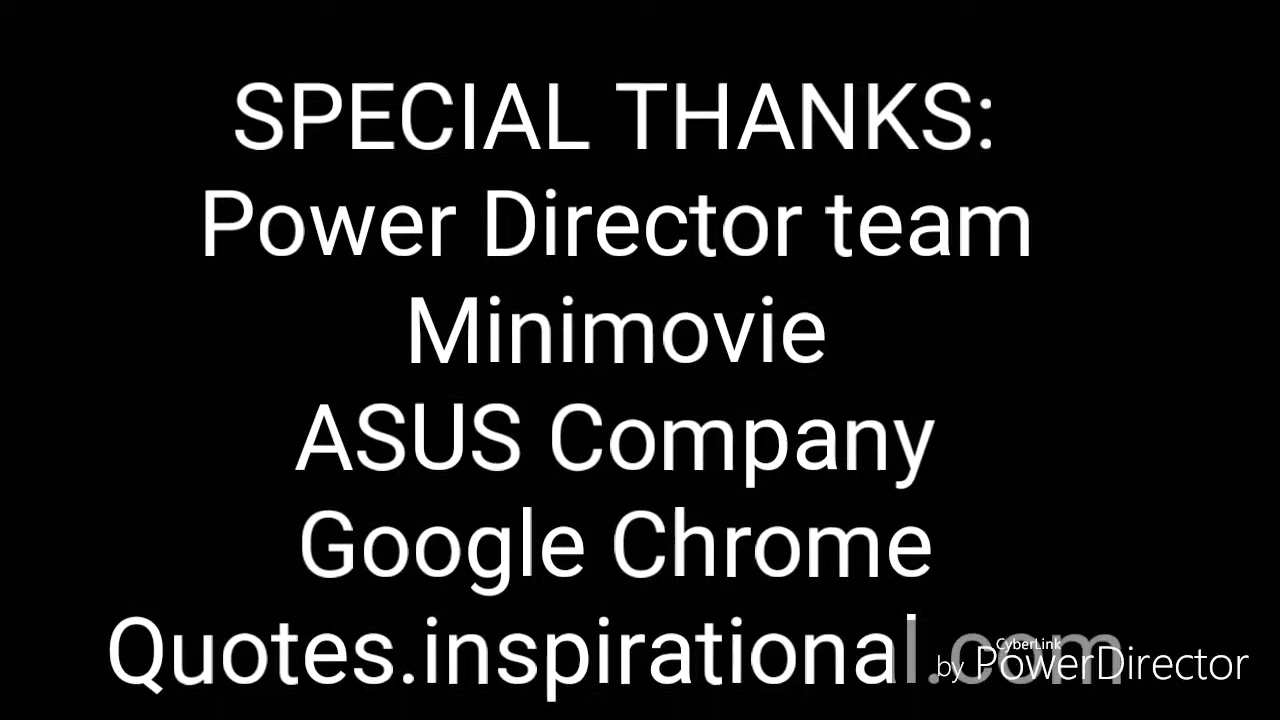 SPECIAL THANKS:
Power Director team
Minimovie
ASUS Company
Google Chrome
Quotes.inspirational.com
CyberLink
by PowerDirector